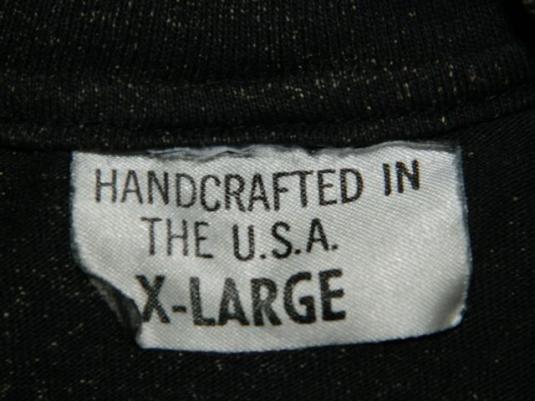 HANDCRAFTED IN
THE U.S.A.
X-LARGE